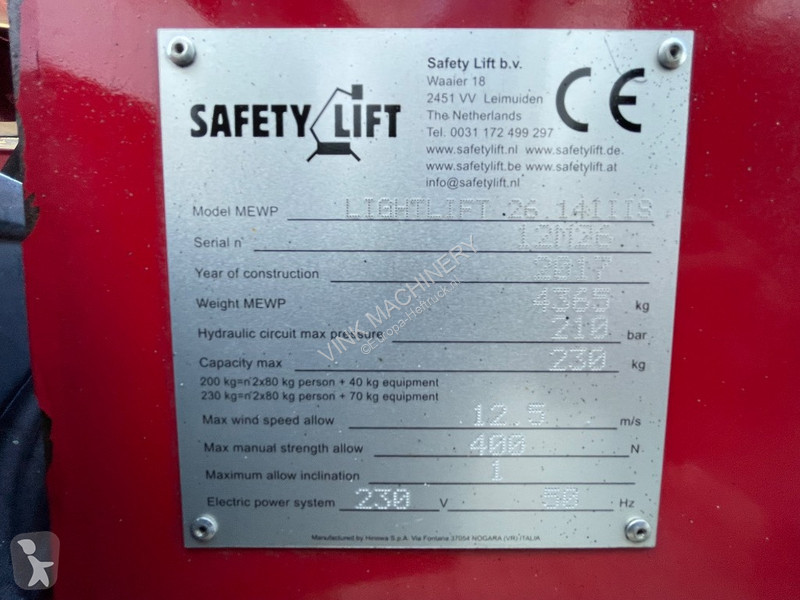 Safety Lift b.v.
Waaier 18
2451 VV Leimuiden
The Netherlands
Tel. 0031 172 499 297
www.safetylift.nl www.safetylift.de
www.safetylift.be www.safetylift.at
info@safetylift.nl
SAFETY LIFT
CE
Model MEWP LIGHTLIFT 26.14IIIS
Serial n° 12M26
Year of construction 2017
Weight MEWP 4365 kg
Hydraulic circuit max pressure 210 bar
Capacity max 230 kg
200 kg=n°2x80 kg person + 40 kg equipment
230 kg=n°2x80 kg person + 70 kg equipment
Max wind speed allow 12.5 m/s
Max manual strength allow 400 N
Maximum allow inclination 1
Electric power system 230 V 50 Hz
Manufactured by Hinowa S.p.A. Via Fontana 37054 NOGARA (VR) ITALIA
VINK MACHINERY
©Europa-Heftruck.nl